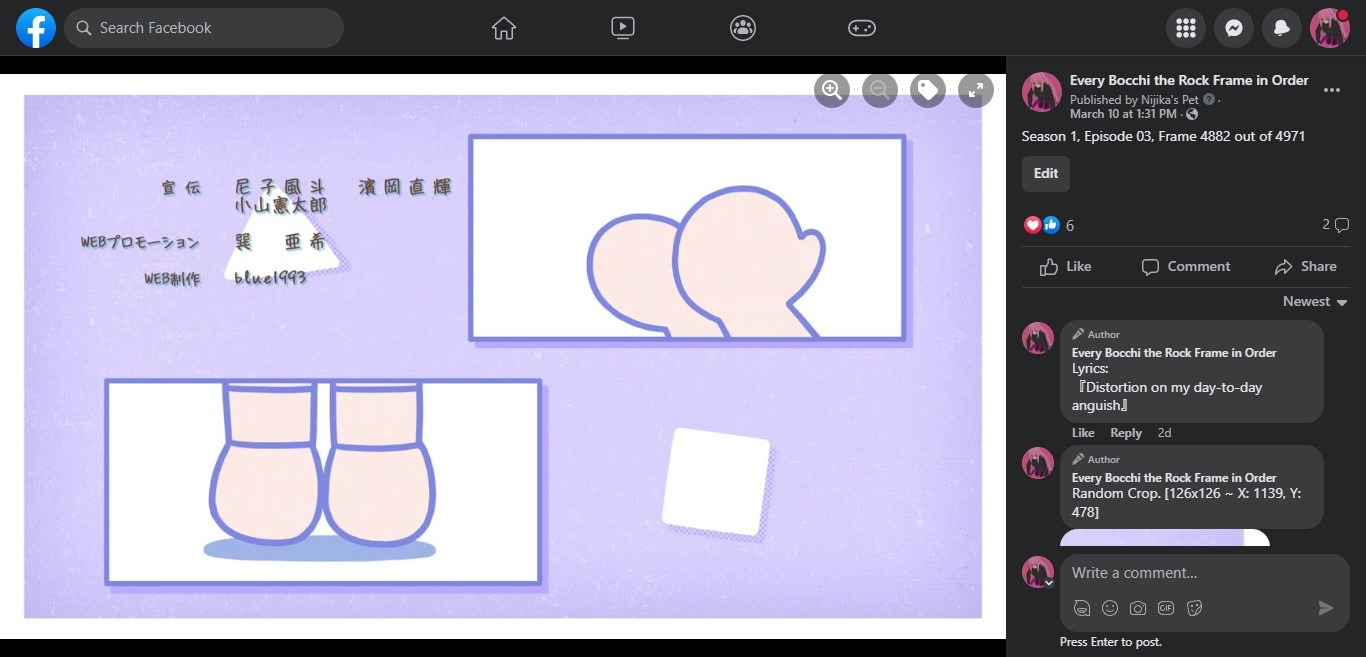 Search Facebook
宣伝 尼子風斗 濱岡直輝
小山憲太郎
WEBプロモーション 巽 亜希
WEB制作 blue1993
Every Bocchi the Rock Frame in Order
Published by Nijika's Pet ·
March 10 at 1:31 PM ·
Season 1, Episode 03, Frame 4882 out of 4971
Edit
6
2
Like Comment Share
Newest
Author
Every Bocchi the Rock Frame in Order
Lyrics:
『Distortion on my day-to-day
anguish』
Like Reply 2d
Author
Every Bocchi the Rock Frame in Order
Random Crop. [126x126 ~ X: 1139, Y:
478]
Write a comment...
GIF
Press Enter to post.